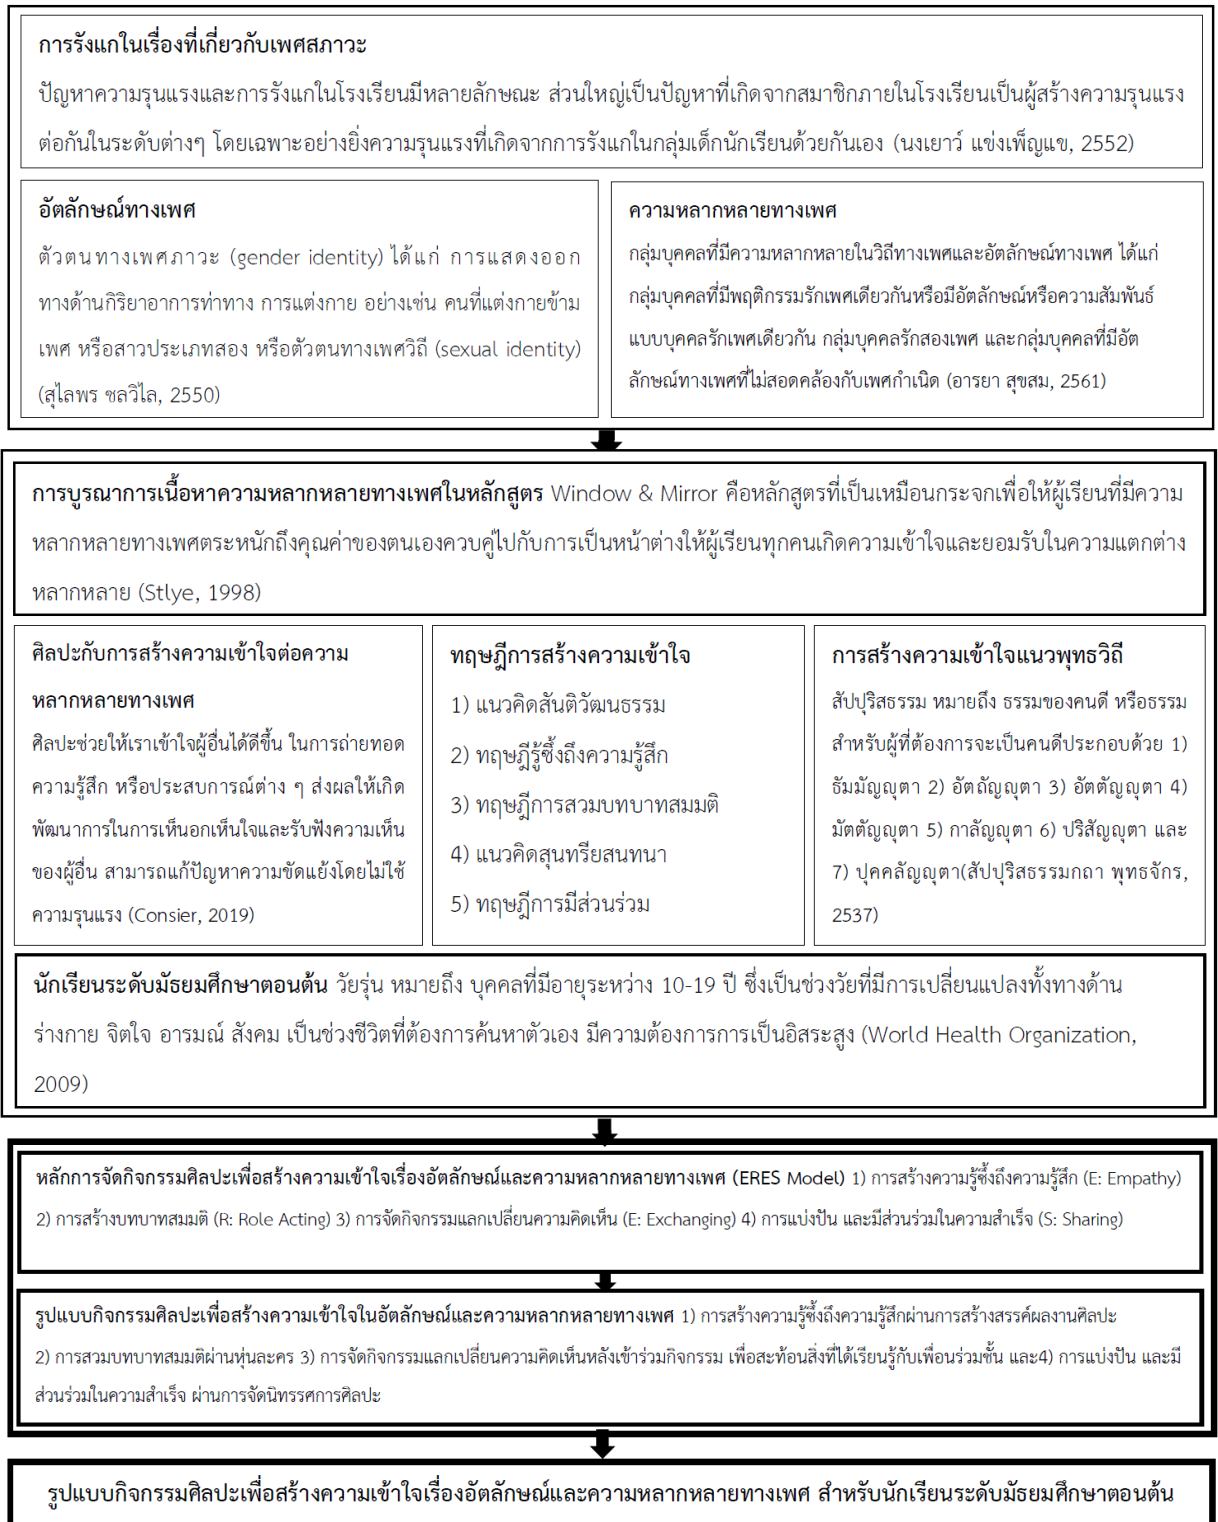 การรังแกในเรื่องที่เกี่ยวกับเพศสภาวะ
ปัญหาความรุนแรงและการรังแกในโรงเรียนมีหลายลักษณะ ส่วนใหญ่เป็นปัญหาที่เกิดจากสมาชิกภายในโรงเรียนเป็นผู้สร้างความรุนแรง
ต่อกันในระดับต่างๆ โดยเฉพาะอย่างยิ่งความรุนแรงที่เกิดจากการรังแกในกลุ่มเด็กนักเรียนด้วยกันเอง (นงเยาว์ แข่งเพ็ญแข, 2552)
อัตลักษณ์ทางเพศ
ตัวตนทางเพศภาวะ (gender identity) ได้แก่ การแสดงออก
ทางด้านกิริยาอาการท่าทาง การแต่งกาย อย่างเช่น คนที่แต่งกายข้าม
เพศ หรือสาวประเภทสอง หรือตัวตนทางเพศวิถี (sexual identity)
(สุไลพร ชลวิไล, 2550)
ความหลากหลายทางเพศ
กลุ่มบุคคลที่มีความหลากหลายในวิถีทางเพศและอัตลักษณ์ทางเพศ ได้แก่
กลุ่มบุคคลที่มีพฤติกรรมรักเพศเดียวกันหรือมีอัตลักษณ์หรือความสัมพันธ์
แบบบุคคลรักเพศเดียวกัน กลุ่มบุคคลรักสองเพศ และกลุ่มบุคคลที่มีอัต
ลักษณ์ทางเพศที่ไม่สอดคล้องกับเพศกำเนิด (อารยา สุขสม, 2561)
การบูรณาการเนื้อหาความหลากหลายทางเพศในหลักสูตร Window & Mirror คือหลักสูตรที่เป็นเหมือนกระจกเพื่อให้ผู้เรียนที่มีความ
หลากหลายทางเพศตระหนักถึงคุณค่าของตนเองควบคู่ไปกับการเป็นหน้าต่างให้ผู้เรียนทุกคนเกิดความเข้าใจและยอมรับในความแตกต่าง
หลากหลาย (Stlye, 1998)
ศิลปะกับการสร้างความเข้าใจต่อความ
หลากหลายทางเพศ
ศิลปะช่วยให้เราเข้าใจผู้อื่นได้ดีขึ้น ในการถ่ายทอด
ความรู้สึก หรือประสบการณ์ต่าง ๆ ส่งผลให้เกิด
พัฒนาการในการเห็นอกเห็นใจและรับฟังความเห็น
ของผู้อื่น สามารถแก้ปัญหาความขัดแย้งโดยไม่ใช้
ความรุนแรง (Consier, 2019)
ทฤษฎีการสร้างความเข้าใจ
1) แนวคิดสันติวัฒนธรรม
2) ทฤษฎีรู้ซึ้งถึงความรู้สึก
3) ทฤษฎีการสวมบทบาทสมมติ
4) แนวคิดสุนทรียสนทนา
5) ทฤษฎีการมีส่วนร่วม
การสร้างความเข้าใจแนวพุทธวิถี
สัปปุริสธรรม หมายถึง ธรรมของคนดี หรือธรรม
สำหรับผู้ที่ต้องการจะเป็นคนดีประกอบด้วย 1)
ธัมมัญญุตา 2) อัตถัญญุตา 3) อัตตัญญุตา 4)
มัตตัญญุตา 5) กาลัญญุตา 6) ปริสัญญุตา และ
7) ปุคคลัญญุตา(สัปปุริสธรรมกถา พุทธจักร,
2537)
นักเรียนระดับมัธยมศึกษาตอนต้น วัยรุ่น หมายถึง บุคคลที่มีอายุระหว่าง 10-19 ปี ซึ่งเป็นช่วงวัยที่มีการเปลี่ยนแปลงทั้งทางด้าน
ร่างกาย จิตใจ อารมณ์ สังคม เป็นช่วงชีวิตที่ต้องการค้นหาตัวเอง มีความต้องการการเป็นอิสระสูง (World Health Organization,
2009)
หลักการจัดกิจกรรมศิลปะเพื่อสร้างความเข้าใจเรื่องอัตลักษณ์และความหลากหลายทางเพศ (ERES Model) 1) การสร้างความรู้ซึ้งถึงความรู้สึก (E: Empathy)
2) การสร้างบทบาทสมมติ (R: Role Acting) 3) การจัดกิจกรรมแลกเปลี่ยนความคิดเห็น (E: Exchanging) 4) การแบ่งปัน และมีส่วนร่วมในความสำเร็จ (S: Sharing)
รูปแบบกิจกรรมศิลปะเพื่อสร้างความเข้าใจในอัตลักษณ์และความหลากหลายทางเพศ 1) การสร้างความรู้ซึ้งถึงความรู้สึกผ่านการสร้างสรรค์ผลงานศิลปะ
2) การสวมบทบาทสมมติผ่านหุ่นละคร 3) การจัดกิจกรรมแลกเปลี่ยนความคิดเห็นหลังเข้าร่วมกิจกรรม เพื่อสะท้อนสิ่งที่ได้เรียนรู้กับเพื่อนร่วมชั้น และ4) การแบ่งปัน และมี
ส่วนร่วมในความสำเร็จ ผ่านการจัดนิทรรศการศิลปะ
รูปแบบกิจกรรมศิลปะเพื่อสร้างความเข้าใจเรื่องอัตลักษณ์และความหลากหลายทางเพศ สำหรับนักเรียนระดับมัธยมศึกษาตอนต้น